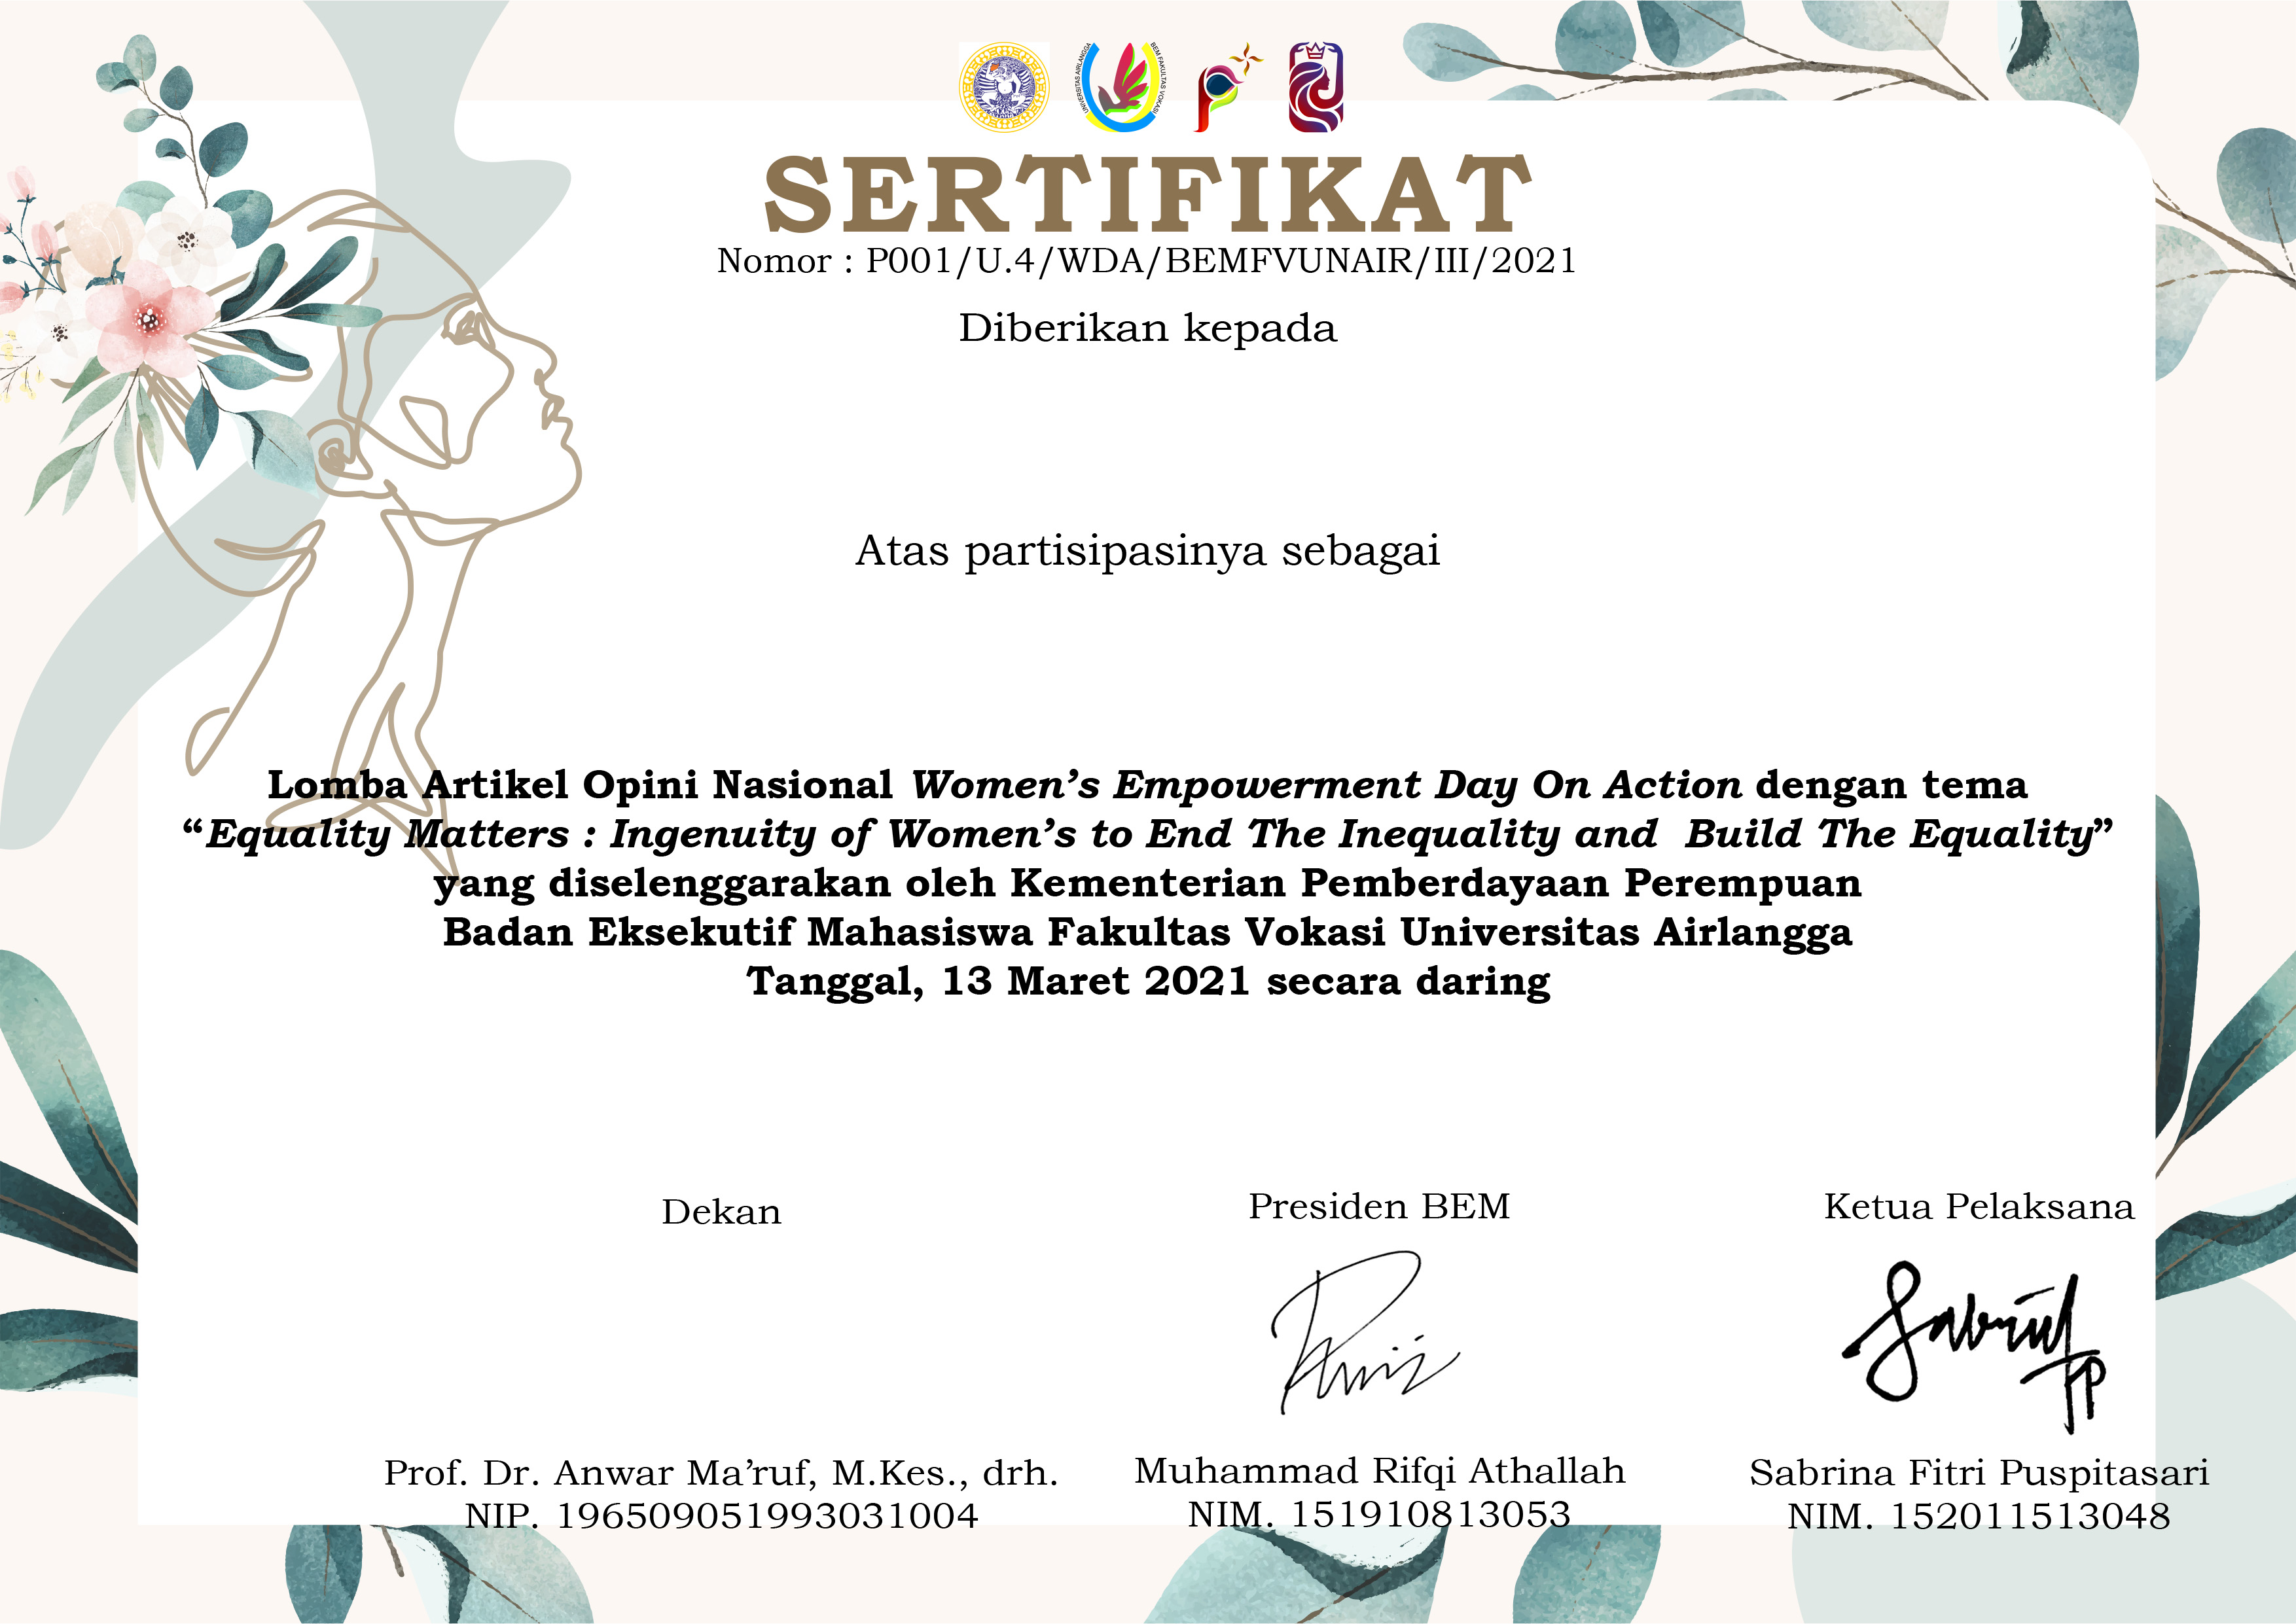 UNIVERSITAS AIRLANGGA
BEM FAKULTAS VOKASI
SERTIFIKAT
Nomor : P001/U.4/WDA/BEMFVUNAIR/III/2021
Diberikan kepada
Atas partisipasinya sebagai
Lomba Artikel Opini Nasional Women’s Empowerment Day On Action dengan tema
“Equality Matters : Ingenuity of Women’s to End The Inequality and  Build The Equality”
yang diselenggarakan oleh Kementerian Pemberdayaan Perempuan
Badan Eksekutif Mahasiswa Fakultas Vokasi Universitas Airlangga
Tanggal, 13 Maret 2021 secara daring
Dekan
Presiden BEM
Ketua Pelaksana
Prof. Dr. Anwar Ma’ruf, M.Kes., drh.
NIP. 196509051993031004
Muhammad Rifqi Athallah
NIM. 151910813053
Sabrina Fitri Puspitasari
NIM. 152011513048